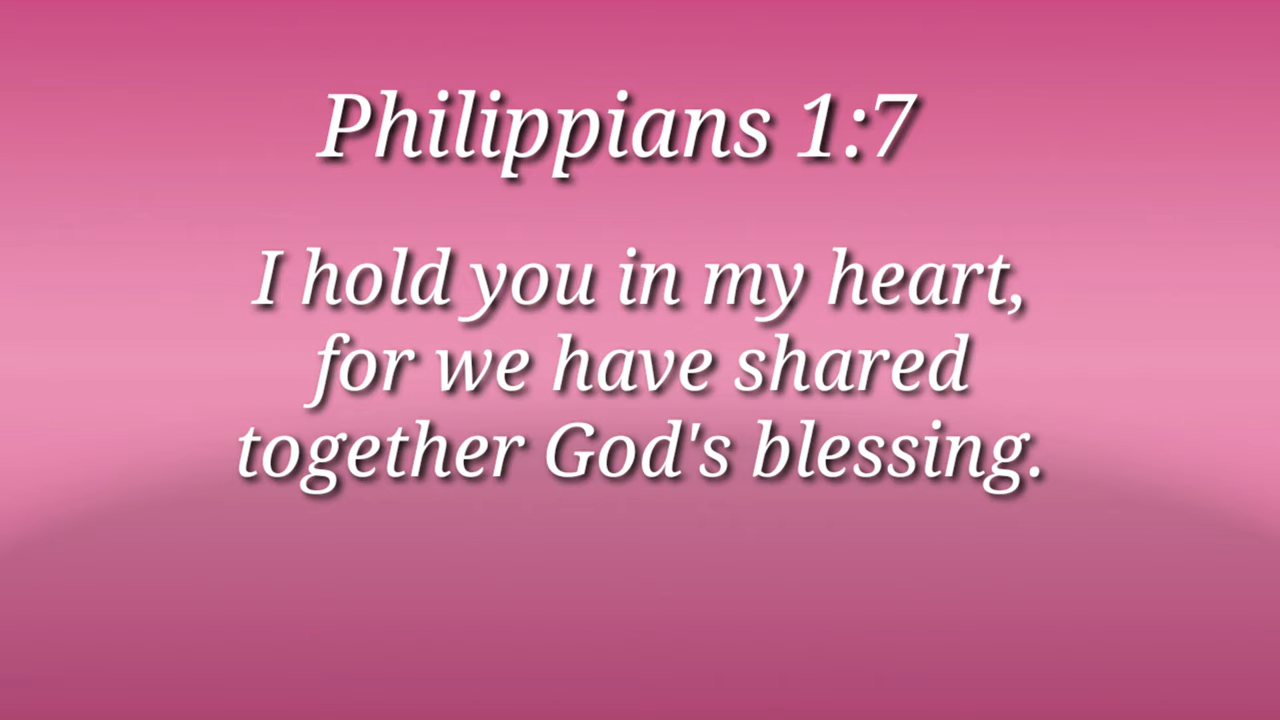 Philippians 1:7
I hold you in my heart,
for we have shared
together God's blessing.